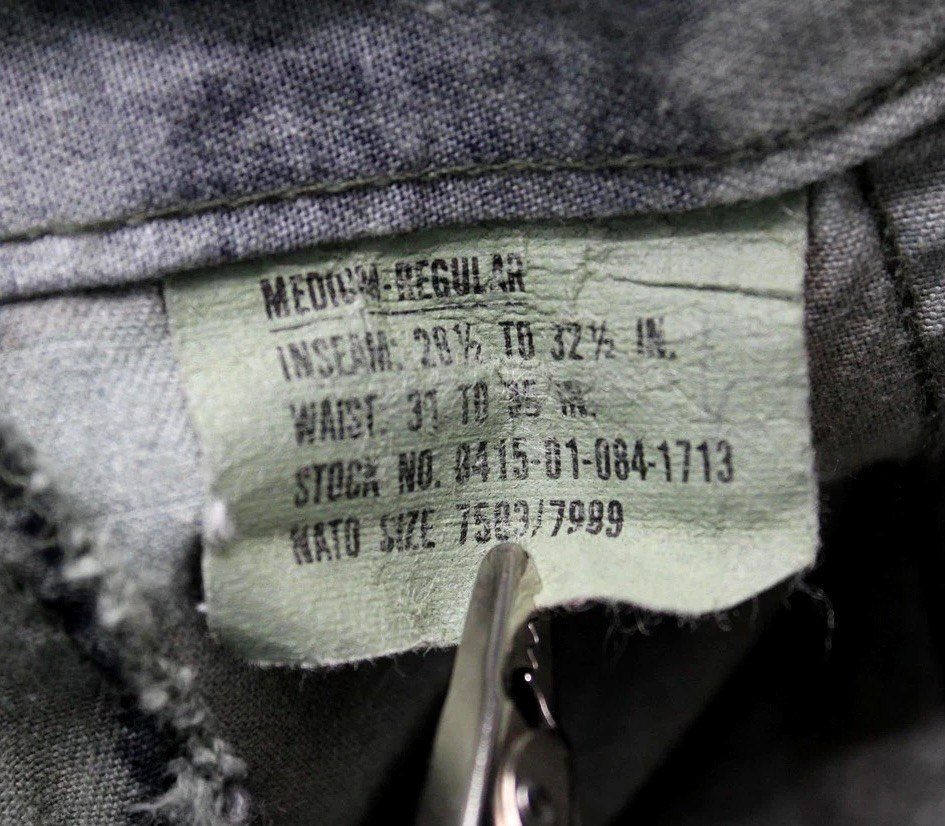 MEDIUM-REGULAR
INSEAM: 29½ TO 32½ IN.
WAIST: 31 TO 35 IN.
STOCK NO. 8415-01-084-1713
NATO SIZE 7583/7999